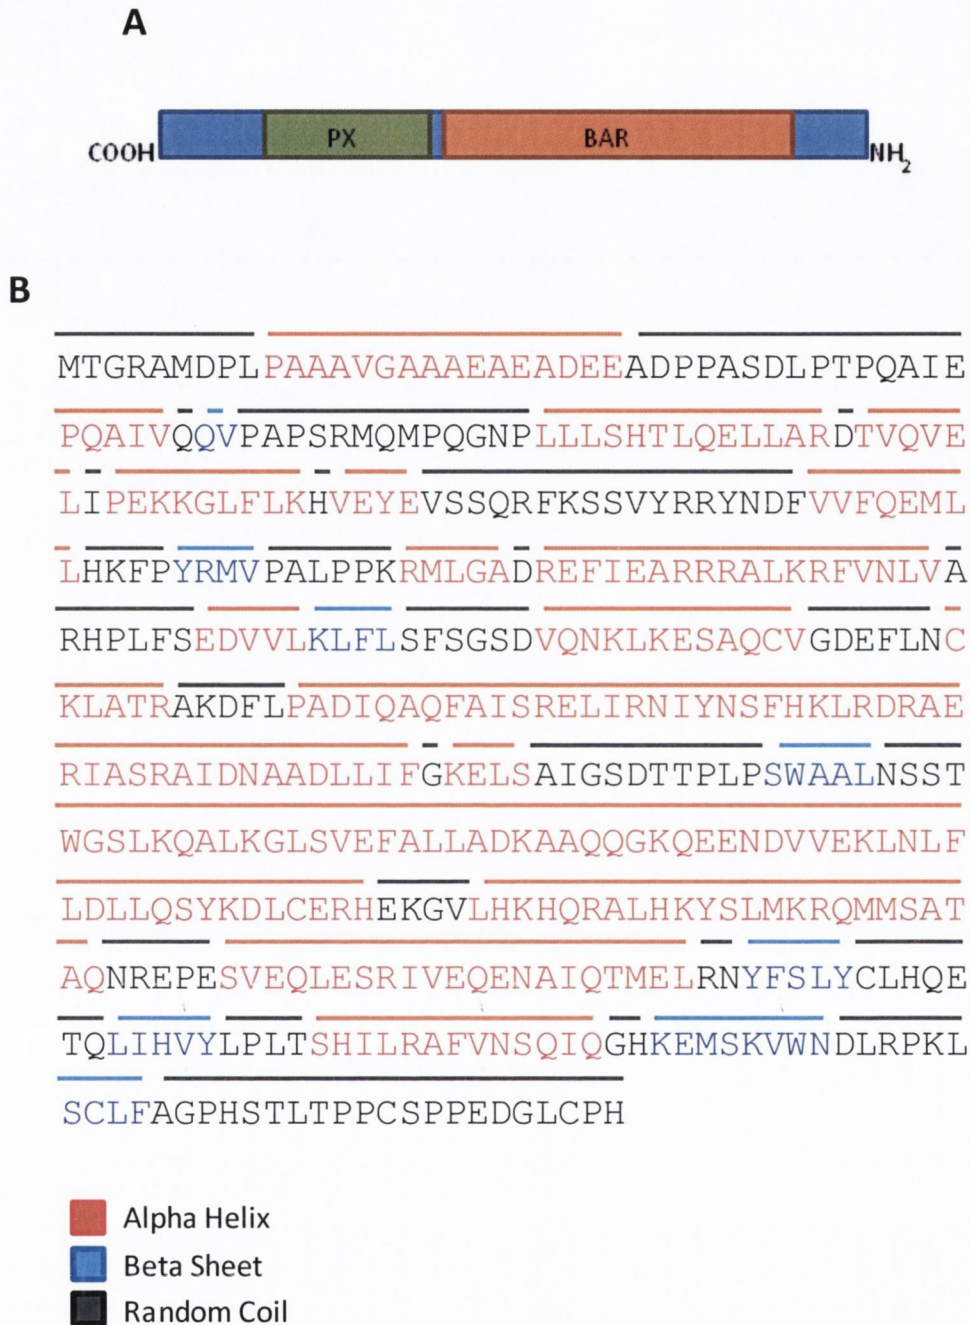 A
COOH PX BAR NH2
B
MTGRAMDPLPAAAVGAAAEAEADEEADPPASDLPTPQAIE
PQAIVQQVPAPSRMQMPQGNPLLLSHTLQELLARDTVQVE
LIPEKKGLFLKHVEYEVSSQRFKSSVYRRYNDFVVFQEML
LHKFPYRMVPALPPKRMLGADREFIEARRRALKRFVNLVA
RHPLFSEDVVLKLFLSFSGSDVQNKLKESAQCVGDEFLNC
KLATRAKDFLPADIQAQFAISRELIRNIYNSFHKLRDRAE
RIASRAIDNAADLLIFGKELSAIGSDTTPLPSWAALNSST
WGSLKQALKGLSVEFALLADKAAQQGKQEENDVVEKLNLF
LDLLQSYKDLCERHEKGVLHKHQRALHKYSLMKRQMMSAT
AQNREPESVEQLESRIVEQENAIQTMELRNYFSLYCLHQE
TQLIHVYLPLTSHILRAFVNSQIQGHKEMSKVWNDLRPKL
SCLFAGPHSTLTPPCSPPEDGLCPH
Alpha Helix
Beta Sheet
Random Coil